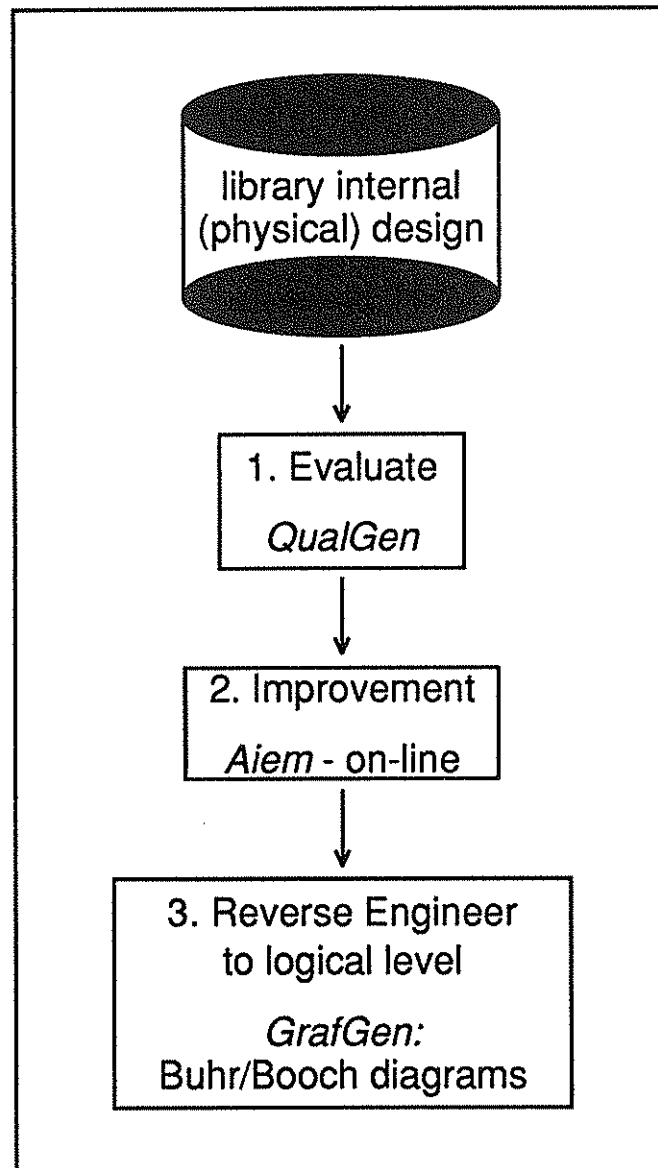 library internal
(physical) design
1. Evaluate
QualGen
2. Improvement
Aiem - on-line
3. Reverse Engineer
to logical level
GrafGen:
Buhr/Booch diagrams